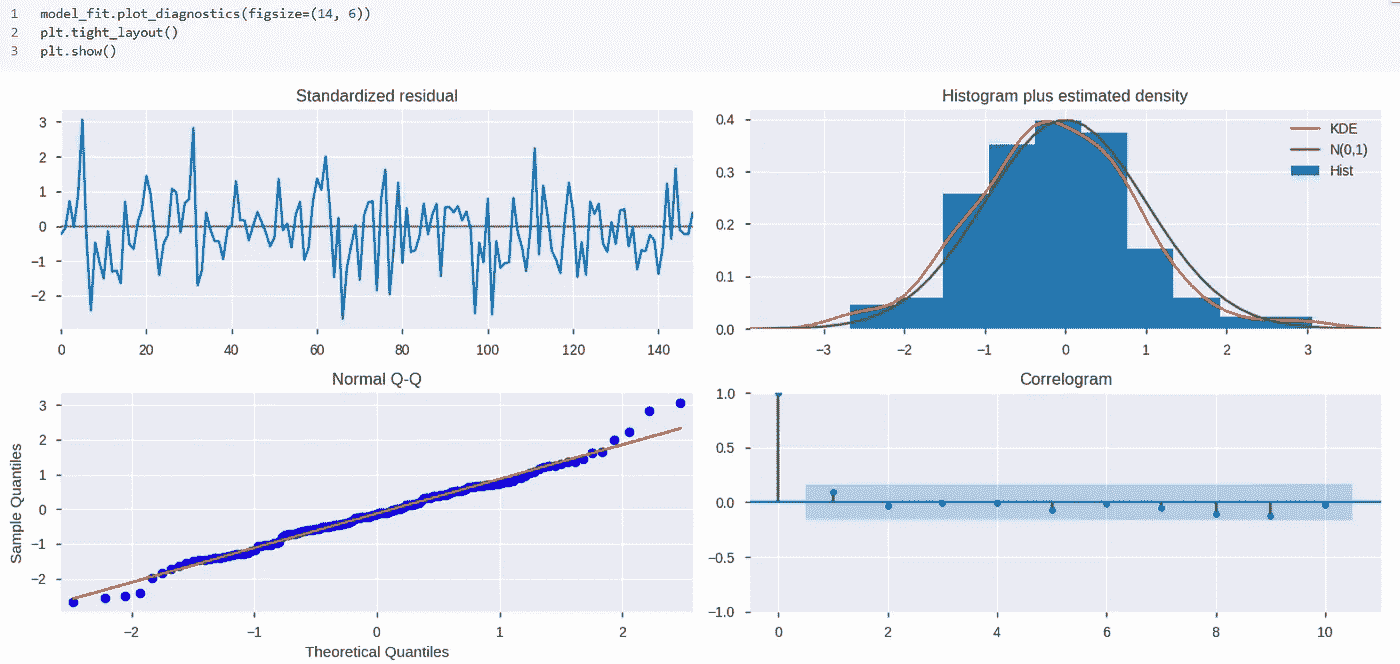 1 model_fit.plot_diagnostics(figsize=(14, 6))
2 plt.tight_layout()
3 plt.show()
Standardized residual
3
2
1
0
−1
−2
0 20 40 60 80 100 120 140
Histogram plus estimated density
0.4
0.3
0.2
0.1
0.0
KDE
N(0,1)
Hist
−3 −2 −1 0 1 2 3
Normal Q-Q
Sample Quantiles
3
2
1
0
−1
−2
−2 −1 0 1 2
Theoretical Quantiles
Correlogram
1.0
0.5
0.0
−0.5
−1.0
0 2 4 6 8 10